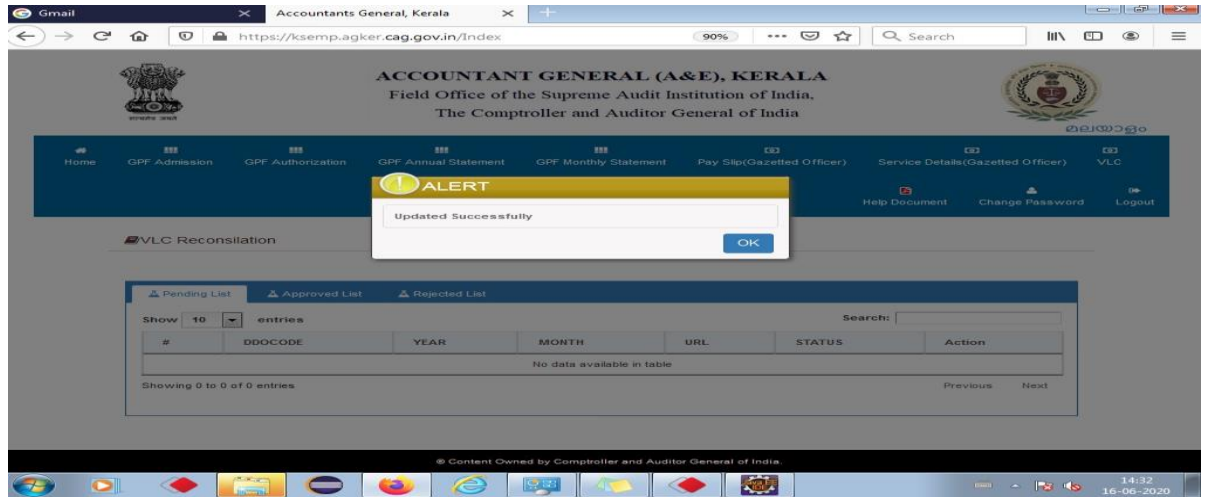 Gmail
Accountants General, Kerala
https://ksemp.agker.cag.gov.in/Index
90%
Search
ACCOUNTANT GENERAL (A&E), KERALA
Field Office of the Supreme Audit Institution of India,
The Comptroller and Auditor General of India
മലയാളം
Home GPF Admission GPF Authorization GPF Annual Statement GPF Monthly Statement Pay Slip(Gazetted Officer) Service Details(Gazetted Officer) VLC
Help Document Change Password Logout
ALERT
Updated Successfully
OK
VLC Reconsilation
Pending List Approved List Rejected List
Show 10 entries Search:
# DDOCODE YEAR MONTH URL STATUS Action
No data available in table
Showing 0 to 0 of 0 entries Previous Next
© Content Owned by Comptroller and Auditor General of India.
14:32
16-06-2020